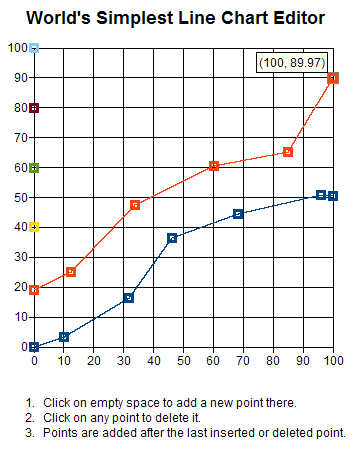 World's Simplest Line Chart Editor
100
(100, 89.97)
90
80
70
60
50
40
30
20
10
0
0 10 20 30 40 50 60 70 80 90 100
1. Click on empty space to add a new point there.
2. Click on any point to delete it.
3. Points are added after the last inserted or deleted point.